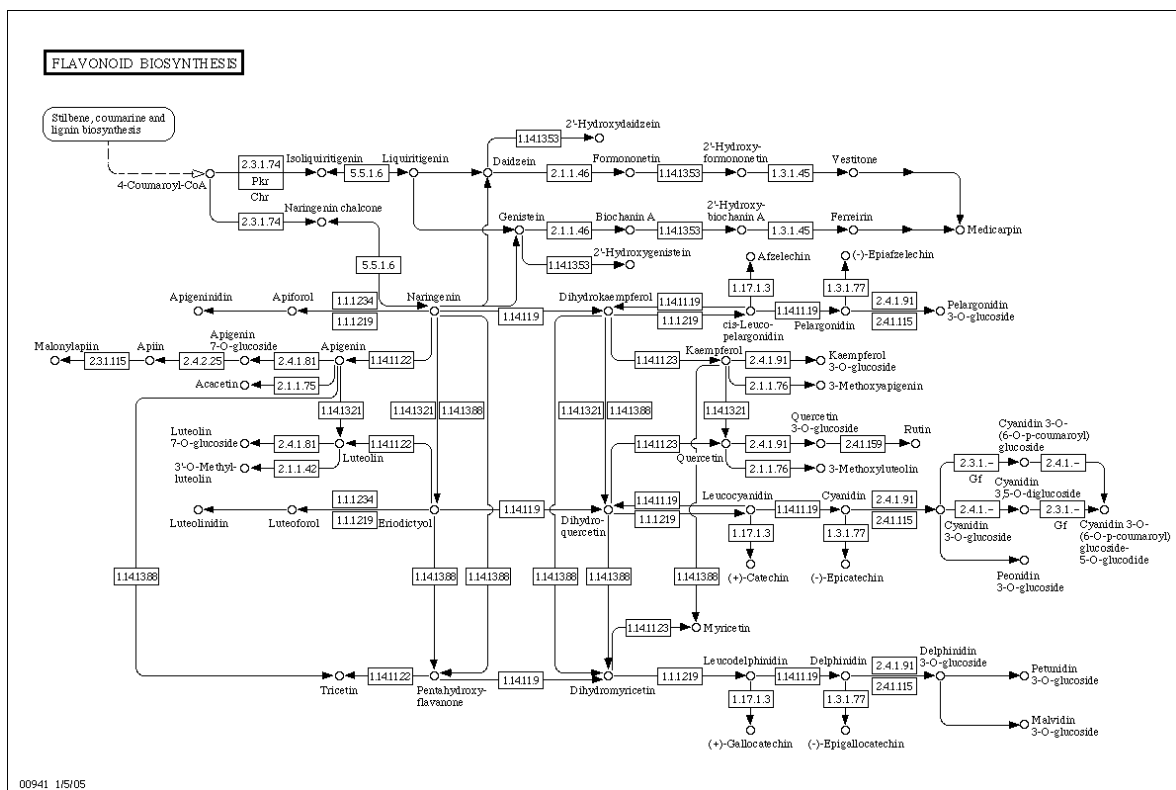 FLAVONOID BIOSYNTHESIS
Stilbene, coumarine and
lignin biosynthesis
2'-Hydroxydaidzein
1.14.13.53
2.3.1.74
Pkr
Chr
Isoliquiritigenin
5.5.1.6
Liquiritigenin
Daidzein
2.1.1.46
Formononetin
1.14.13.53
2'-Hydroxy-
formononetin
1.3.1.45
Vestitone
4-Coumaroyl-CoA
2.3.1.74
Naringenin chalcone
Genistein
2.1.1.46
Biochanin A
1.14.13.53
2'-Hydroxy-
biochanin A
1.3.1.45
Ferreirin
Medicarpin
5.5.1.6
1.14.13.53
2'-Hydroxygenistein
Afzelechin
(-)-Epiafzelechin
1.17.1.3
1.3.1.77
Apigeninidin
Apiforol
1.1.1.234
1.1.1.219
Naringenin
1.14.11.9
Dihydrokaempferol
1.14.11.19
1.1.1.219
cis-Leuco-
pelargonidin
1.14.11.19
Pelargonidin
2.4.1.91
2.4.1.115
Pelargonidin
3-O-glucoside
Malonylapiin
2.3.1.115
Apiin
2.4.2.25
Apigenin
7-O-glucoside
2.4.1.81
Apigenin
1.14.11.22
1.14.11.23
Kaempferol
2.4.1.91
Kaempferol
3-O-glucoside
Acacetin
2.1.1.75
2.1.1.76
3-Methoxyapigenin
1.14.13.21
1.14.13.21
1.14.13.88
1.14.13.21
1.14.13.88
1.14.13.21
Luteolin
7-O-glucoside
2.4.1.81
Luteolin
1.14.11.22
1.14.11.23
Quercetin
2.4.1.91
Quercetin
3-O-glucoside
2.4.1.159
Rutin
3'-O-Methyl-
luteolin
2.1.1.42
2.1.1.76
3-Methoxyluteolin
Cyanidin 3-O-
(6-O-p-coumaroyl)
glucoside
2.3.1.-
Gf
2.4.1.-
Luteolinidin
Luteoforol
1.1.1.234
1.1.1.219
Eriodictyol
1.14.11.9
Dihydro-
quercetin
1.14.11.19
1.1.1.219
Leucocyanidin
1.14.11.19
Cyanidin
2.4.1.91
2.4.1.115
Cyanidin
3-O-glucoside
2.4.1.-
Cyanidin
3,5-O-diglucoside
2.3.1.-
Gf
Cyanidin 3-O-
(6-O-p-coumaroyl)
glucoside-
5-O-glucodide
1.17.1.3
1.3.1.77
(+)-Catechin
(-)-Epicatechin
Peonidin
3-O-glucoside
1.14.13.88
1.14.13.88
1.14.13.88
1.14.13.88
1.14.13.88
1.14.13.88
1.14.11.23
Myricetin
Tricetin
1.14.11.22
Pentahydroxy-
flavanone
1.14.11.9
Dihydromyricetin
1.1.1.219
Leucodelphinidin
1.14.11.19
Delphinidin
2.4.1.91
2.4.1.115
Delphinidin
3-O-glucoside
Petunidin
3-O-glucoside
1.17.1.3
1.3.1.77
(+)-Gallocatechin
(-)-Epigallocatechin
Malvidin
3-O-glucoside
00941 1/5/05